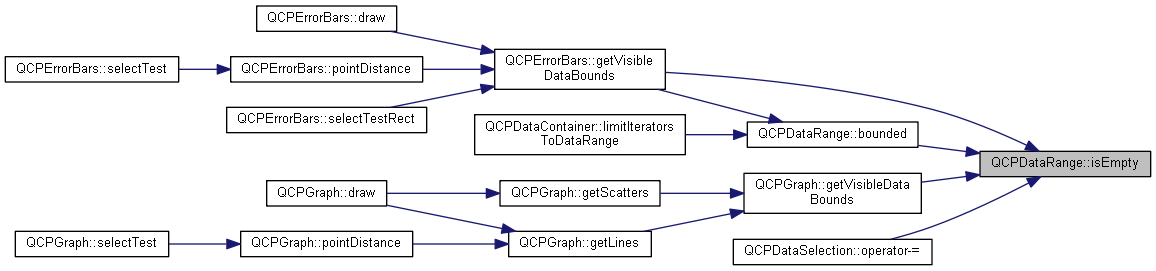 QCPErrorBars::draw
QCPErrorBars::selectTest
QCPErrorBars::pointDistance
QCPErrorBars::getVisible
DataBounds
QCPErrorBars::selectTestRect
QCPDataContainer::limitIterators
ToDataRange
QCPDataRange::bounded
QCPDataRange::isEmpty
QCPGraph::draw
QCPGraph::getScatters
QCPGraph::getVisibleData
Bounds
QCPGraph::selectTest
QCPGraph::pointDistance
QCPGraph::getLines
QCPDataSelection::operator-=